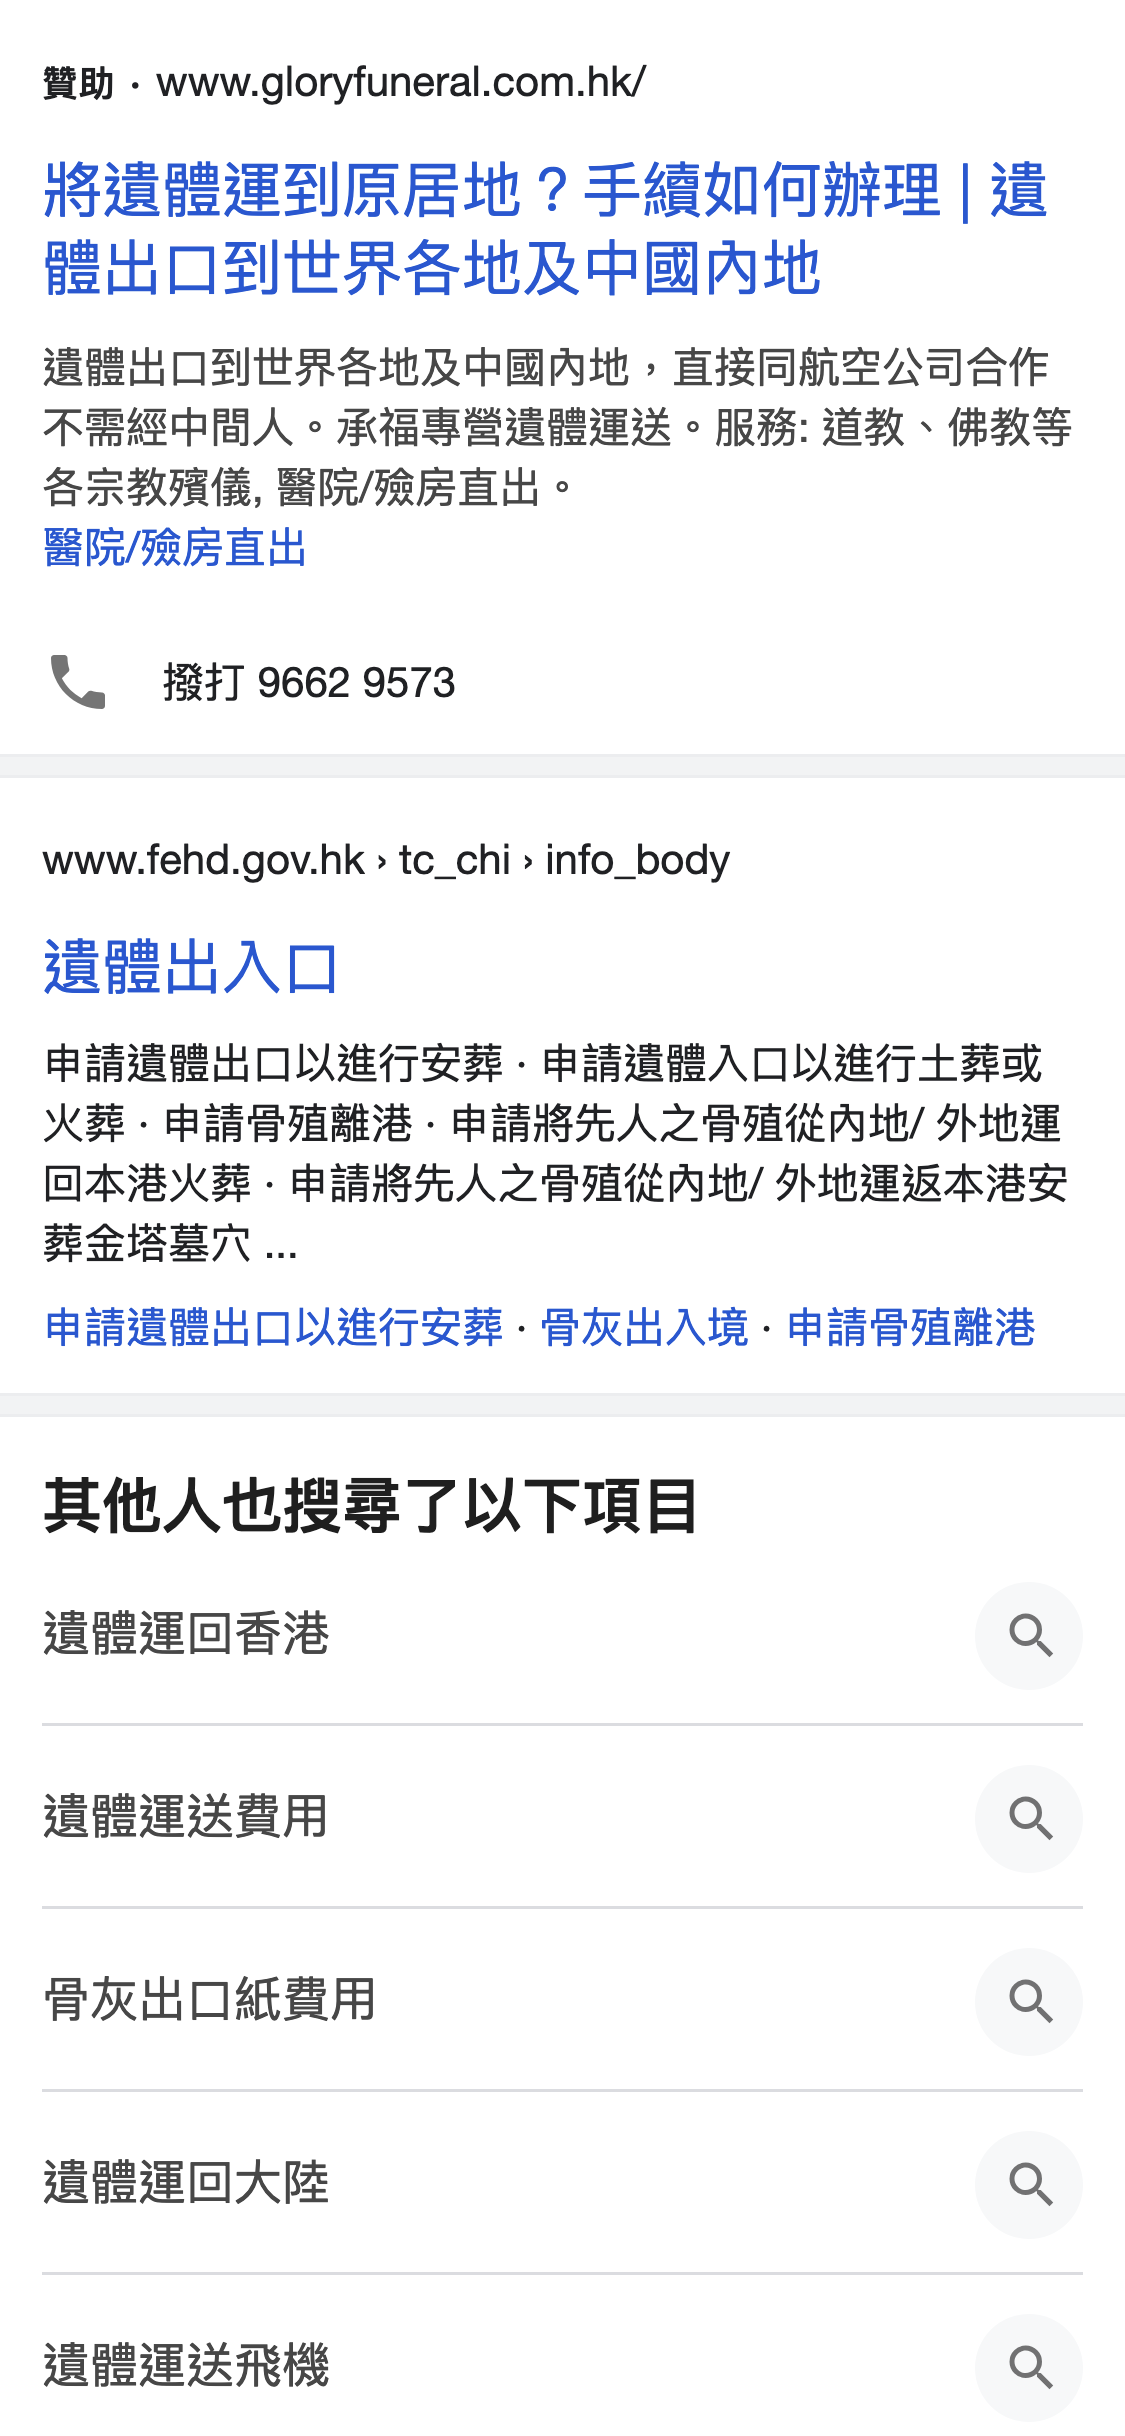 贊助 · www.gloryfuneral.com.hk/
將遺體運到原居地？手續如何辦理 | 遺
體出口到世界各地及中國內地
遺體出口到世界各地及中國內地，直接同航空公司合作
不需經中間人。承福專營遺體運送。服務: 道教、佛教等
各宗教殯儀, 醫院/殮房直出。
醫院/殮房直出
撥打 9662 9573
www.fehd.gov.hk › tc_chi › info_body
遺體出入口
申請遺體出口以進行安葬 · 申請遺體入口以進行土葬或
火葬 · 申請骨殖離港 · 申請將先人之骨殖從內地/ 外地運
回本港火葬 · 申請將先人之骨殖從內地/ 外地運返本港安
葬金塔墓穴 ...
申請遺體出口以進行安葬 · 骨灰出入境 · 申請骨殖離港
其他人也搜尋了以下項目
遺體運回香港
遺體運送費用
骨灰出口紙費用
遺體運回大陸
遺體運送飛機